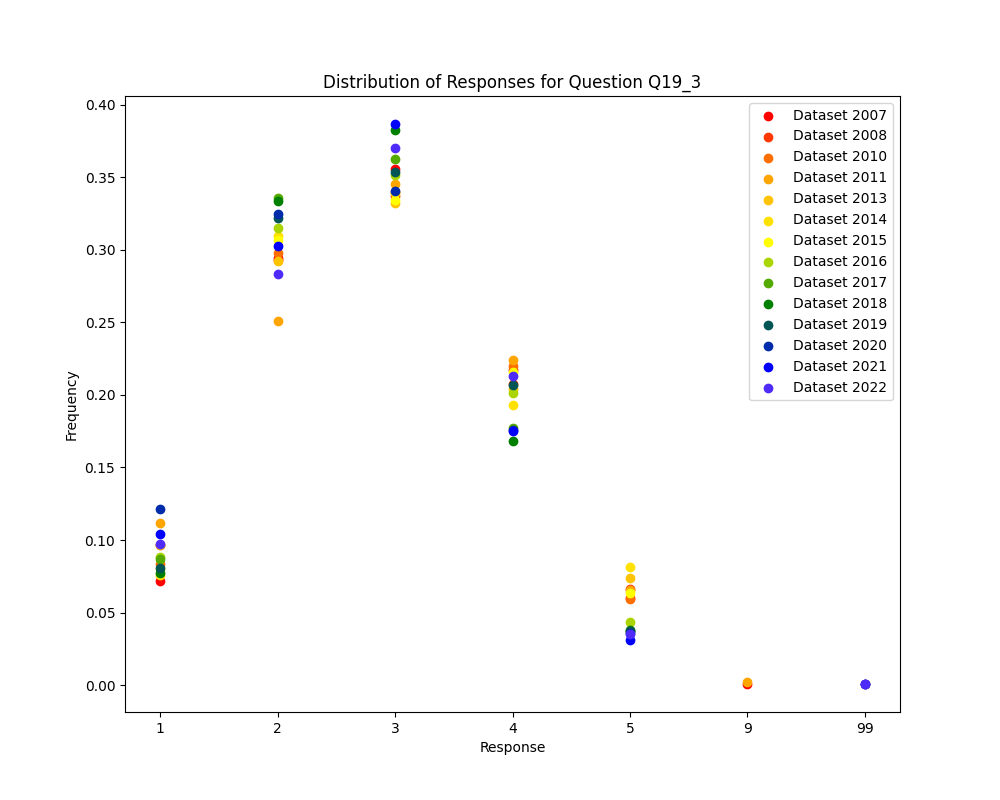 Distribution of Responses for Question Q19_3
0.40
0.35
0.30
0.25
0.20
0.15
0.10
0.05
0.00
Frequency
1 2 3 4 5 9 99
Response
Dataset 2007
Dataset 2008
Dataset 2010
Dataset 2011
Dataset 2013
Dataset 2014
Dataset 2015
Dataset 2016
Dataset 2017
Dataset 2018
Dataset 2019
Dataset 2020
Dataset 2021
Dataset 2022